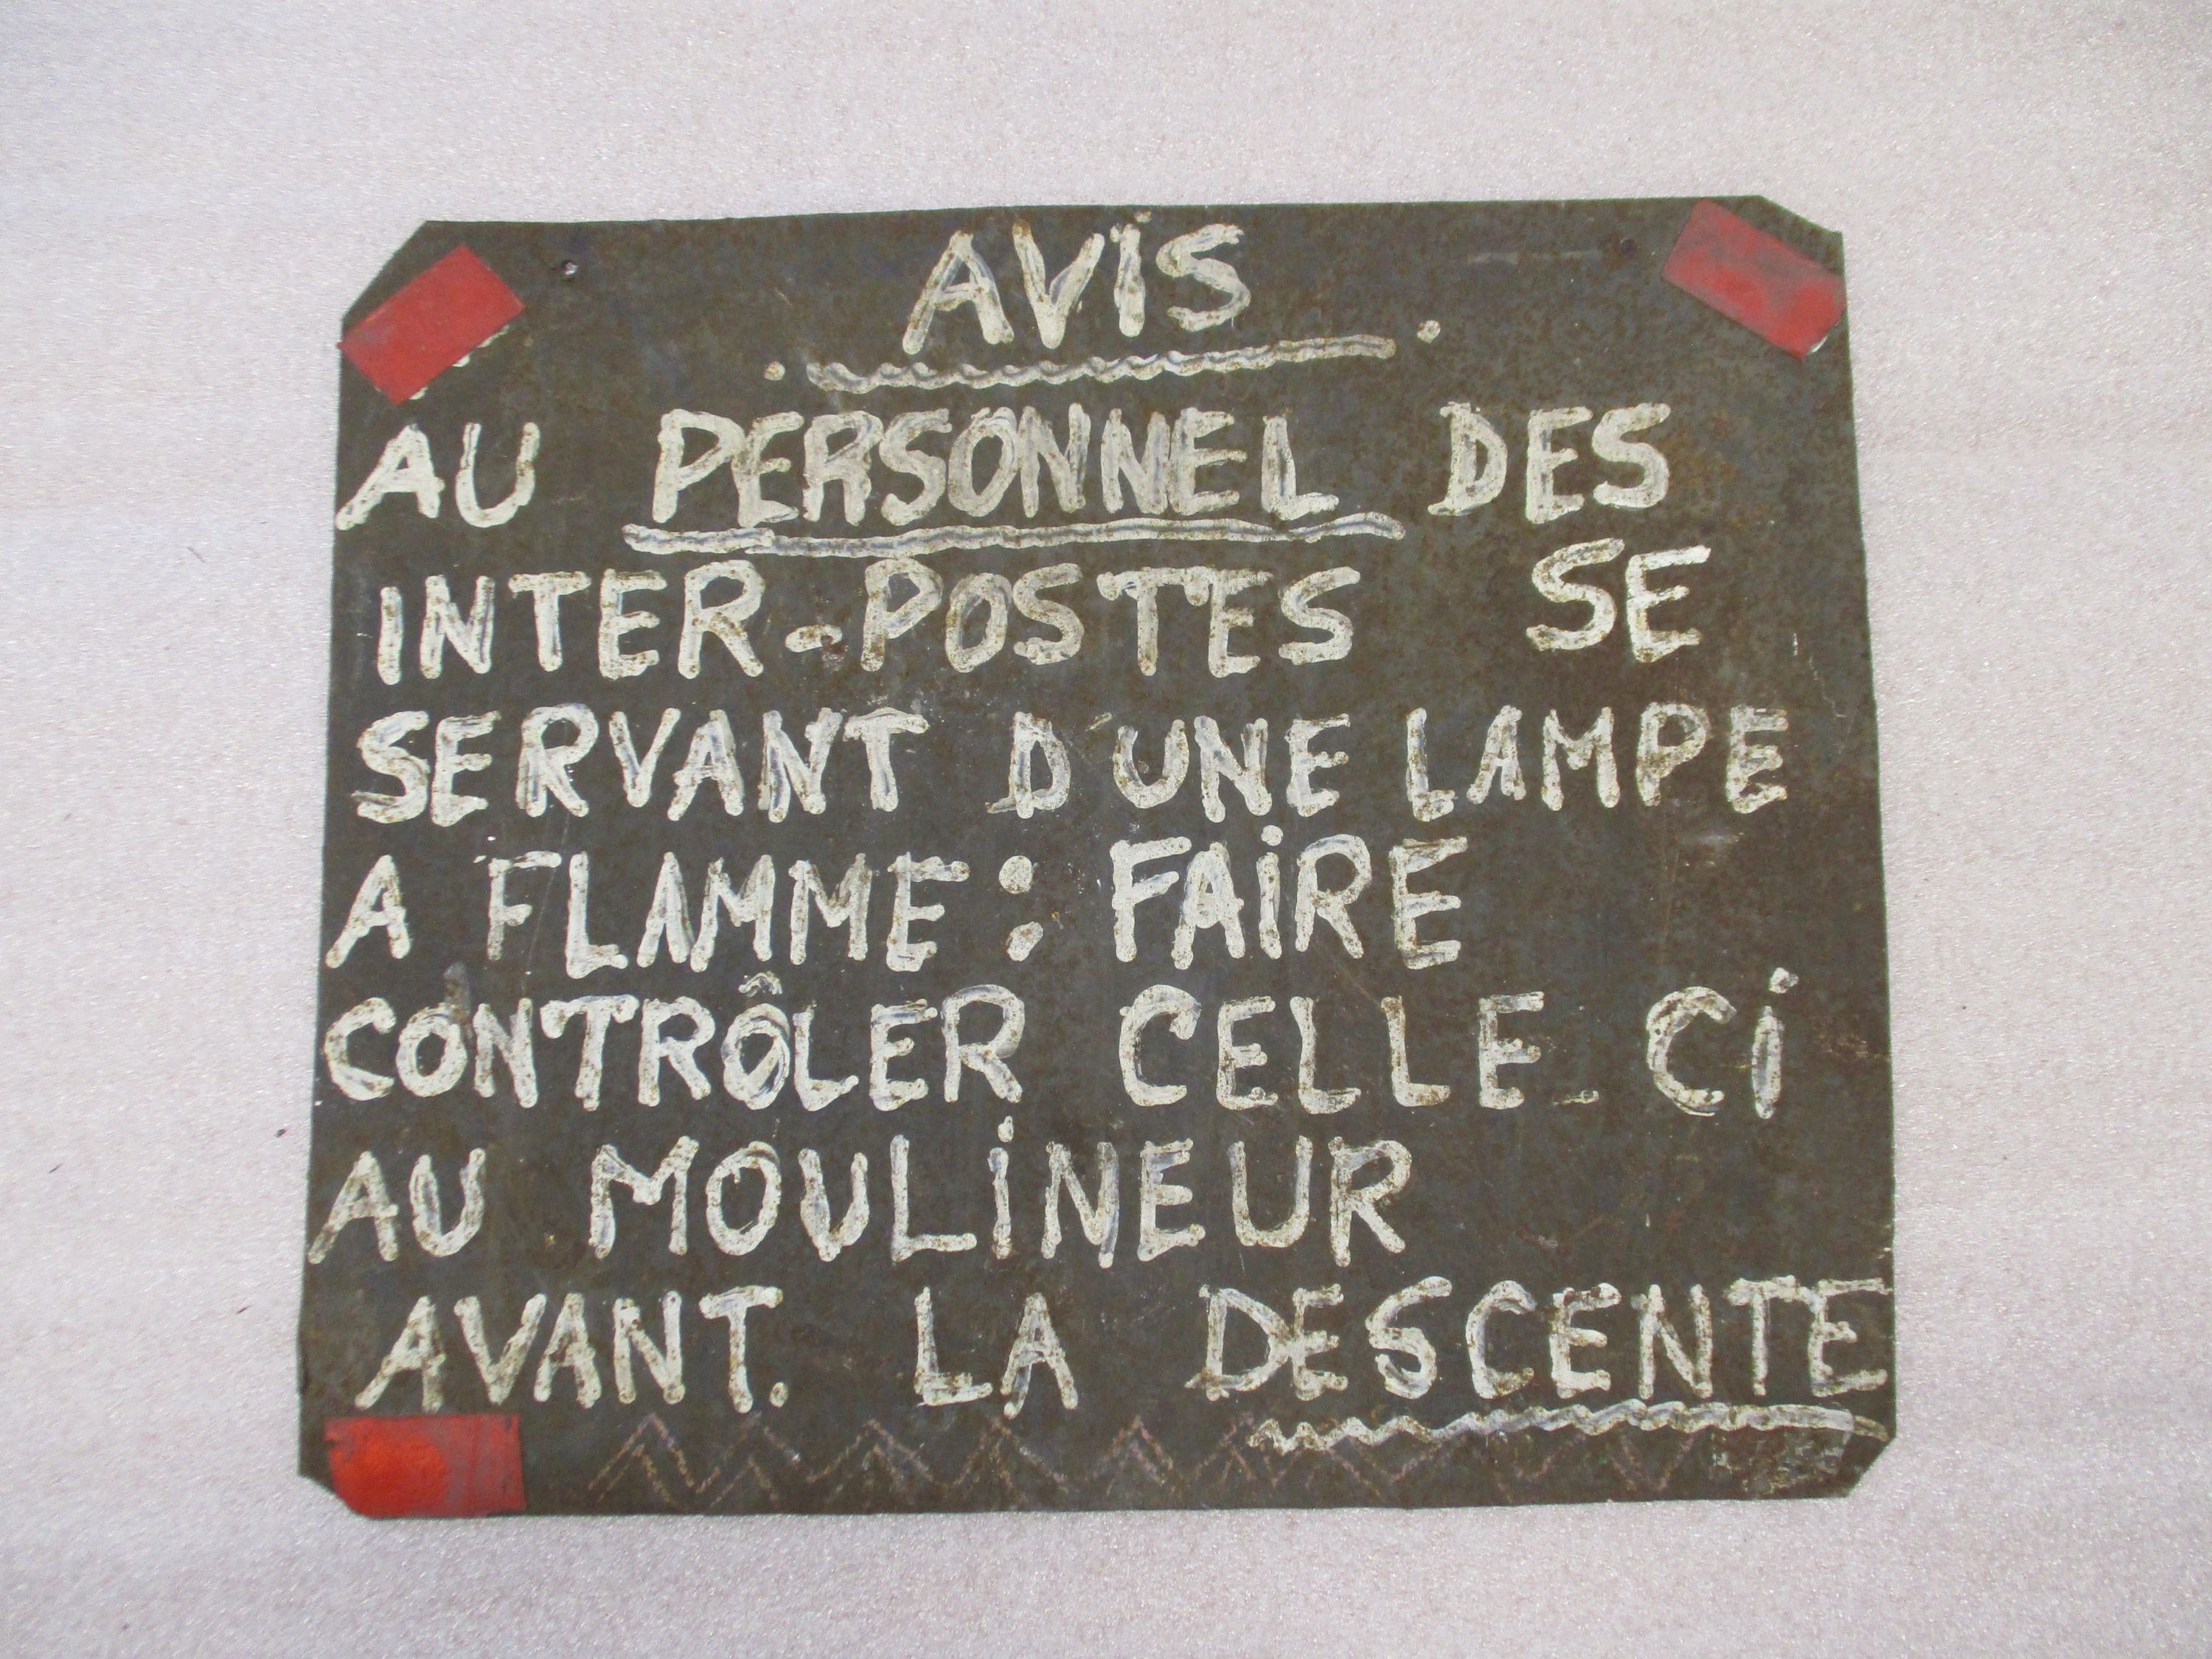 AVIS
AU PERSONNEL DES
INTER-POSTES SE
SERVANT D'UNE LAMPE
A FLAMME : FAIRE
CONTRÔLER CELLE-CI
AU MOULINEUR
AVANT. LA DESCENTE